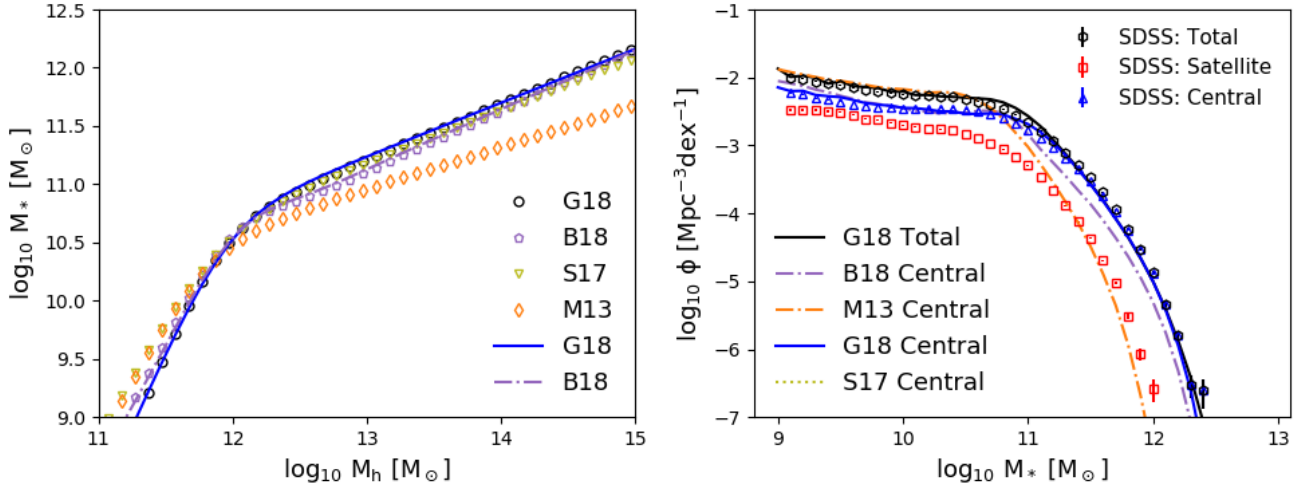 12.5
12.0
11.5
11.0
10.5
10.0
9.5
9.0
log₁₀ M* [M⊙]
G18
B18
S17
M13
G18
B18
11
12
13
14
15
log₁₀ Mₕ [M⊙]
−1
−2
−3
−4
−5
−6
−7
log₁₀ ϕ [Mpc⁻³dex⁻¹]
SDSS: Total
SDSS: Satellite
SDSS: Central
G18 Total
B18 Central
M13 Central
G18 Central
S17 Central
9
10
11
12
13
log₁₀ M* [M⊙]